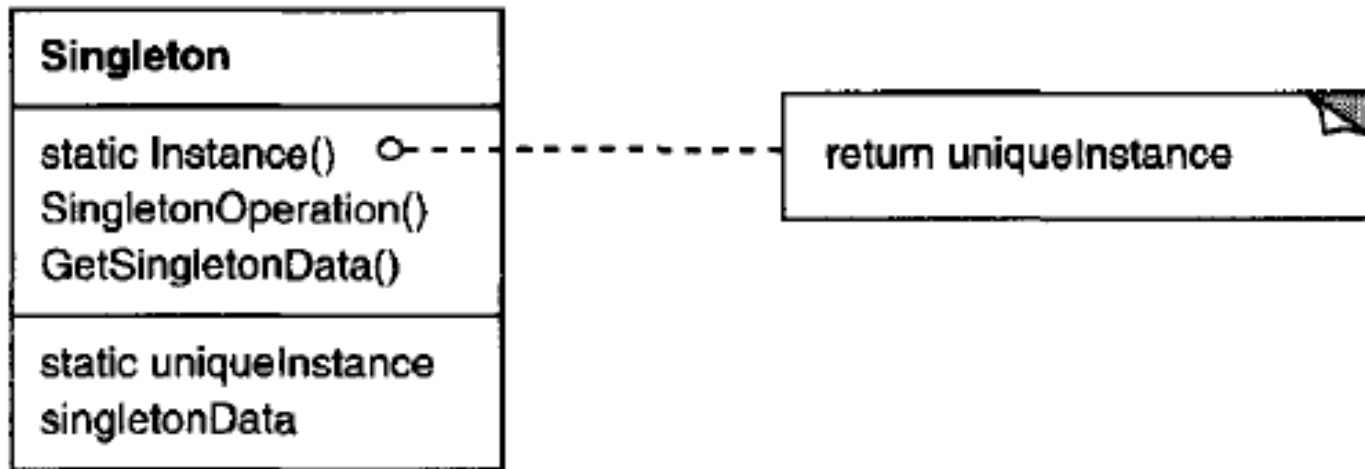 Singleton
static Instance()
SingletonOperation()
GetSingletonData()
static uniqueInstance
singletonData
return uniqueInstance